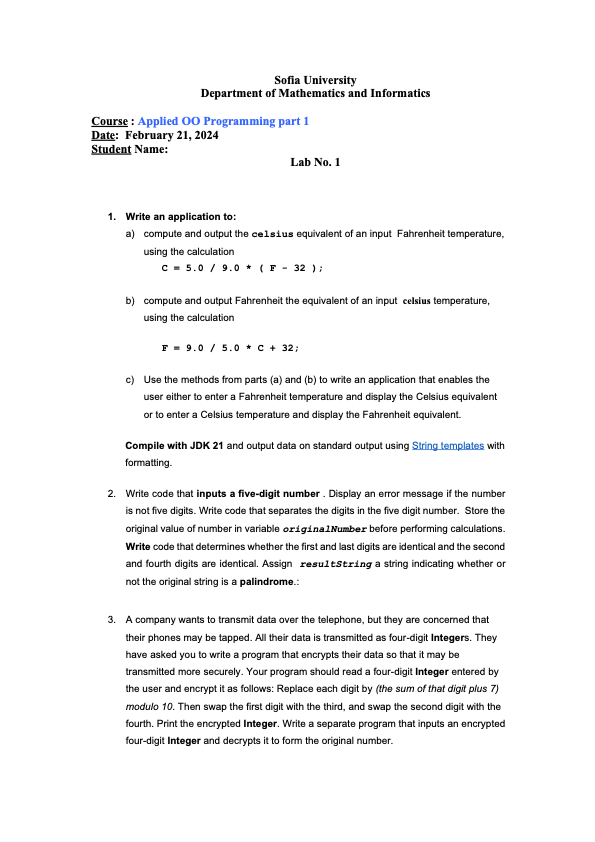 Sofia University
Department of Mathematics and Informatics
Course : Applied OO Programming part 1
Date: February 21, 2024
Student Name:
Lab No. 1
1. Write an application to:
a) compute and output the celsius equivalent of an input Fahrenheit temperature,
using the calculation
C = 5.0 / 9.0 * ( F - 32 );
b) compute and output Fahrenheit the equivalent of an input celsius temperature,
using the calculation
F = 9.0 / 5.0 * C + 32;
c) Use the methods from parts (a) and (b) to write an application that enables the
user either to enter a Fahrenheit temperature and display the Celsius equivalent
or to enter a Celsius temperature and display the Fahrenheit equivalent.
Compile with JDK 21 and output data on standard output using String templates with
formatting.
2. Write code that inputs a five-digit number . Display an error message if the number
is not five digits. Write code that separates the digits in the five digit number. Store the
original value of number in variable originalNumber before performing calculations.
Write code that determines whether the first and last digits are identical and the second
and fourth digits are identical. Assign resultString a string indicating whether or
not the original string is a palindrome.:
3. A company wants to transmit data over the telephone, but they are concerned that
their phones may be tapped. All their data is transmitted as four-digit Integers. They
have asked you to write a program that encrypts their data so that it may be
transmitted more securely. Your program should read a four-digit Integer entered by
the user and encrypt it as follows: Replace each digit by (the sum of that digit plus 7)
modulo 10. Then swap the first digit with the third, and swap the second digit with the
fourth. Print the encrypted Integer. Write a separate program that inputs an encrypted
four-digit Integer and decrypts it to form the original number.